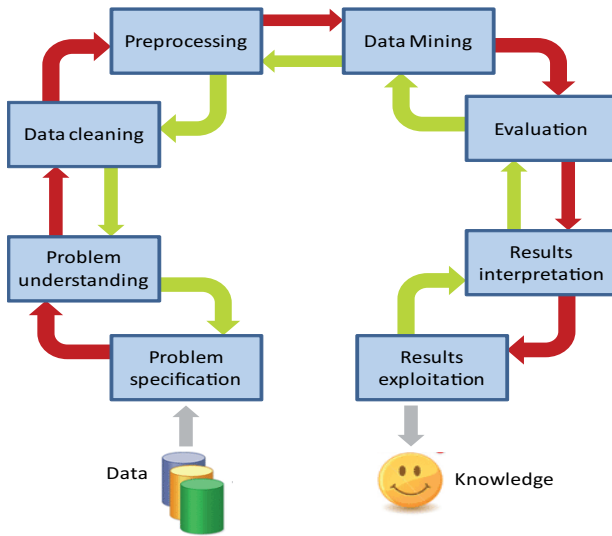 Preprocessing
Data Mining
Data cleaning
Evaluation
Problem
understanding
Results
interpretation
Problem
specification
Results
exploitation
Data
Knowledge